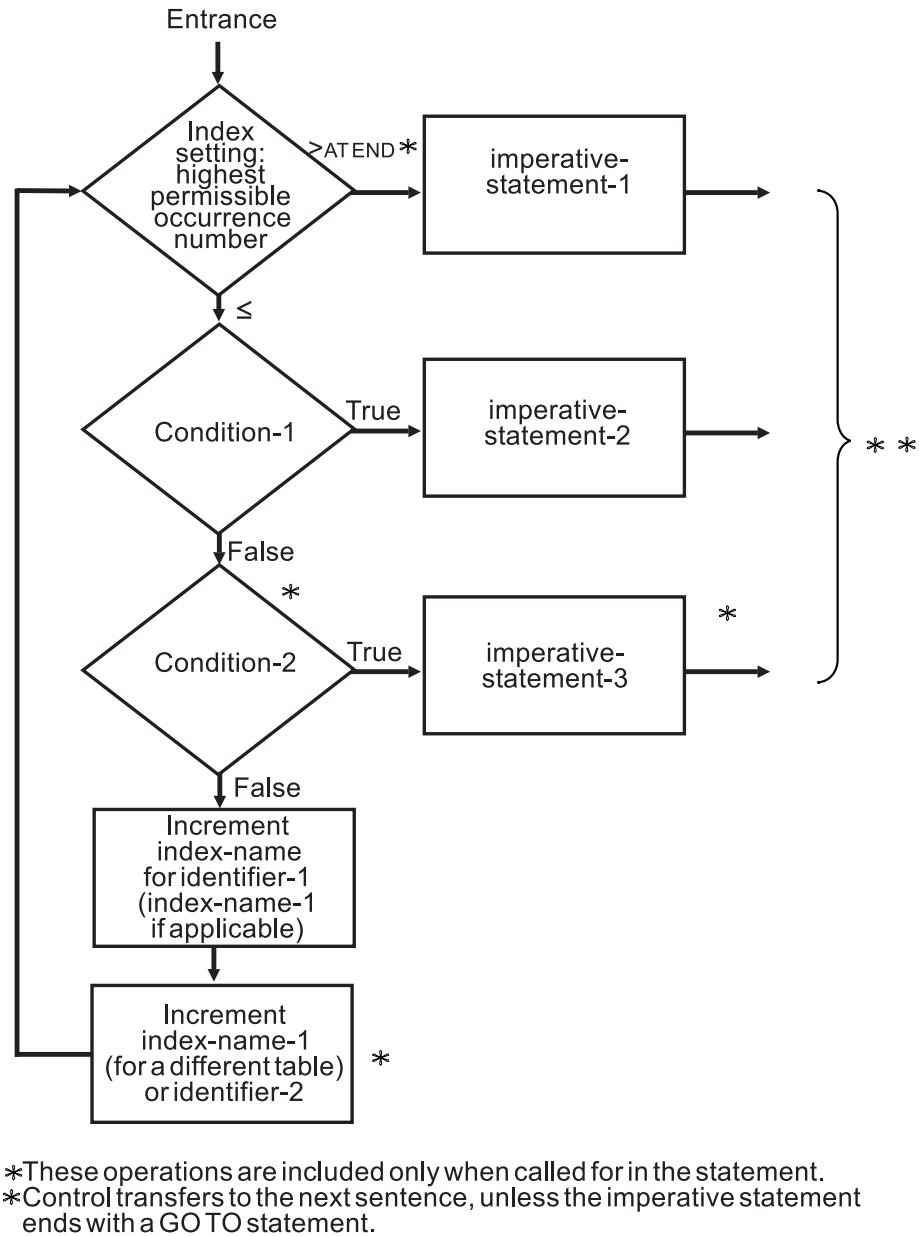 Entrance
Index
setting:
highest
permissible
occurrence
number
>AT END *
imperative-
statement-1
≤
Condition-1
True
imperative-
statement-2
* *
False
*
Condition-2
True
imperative-
statement-3
*
False
Increment
index-name
for identifier-1
(index-name-1
if applicable)
Increment
index-name-1
(for a different table)
or identifier-2
*
*These operations are included only when called for in the statement.
*Control transfers to the next sentence, unless the imperative statement
ends with a GO TO statement.